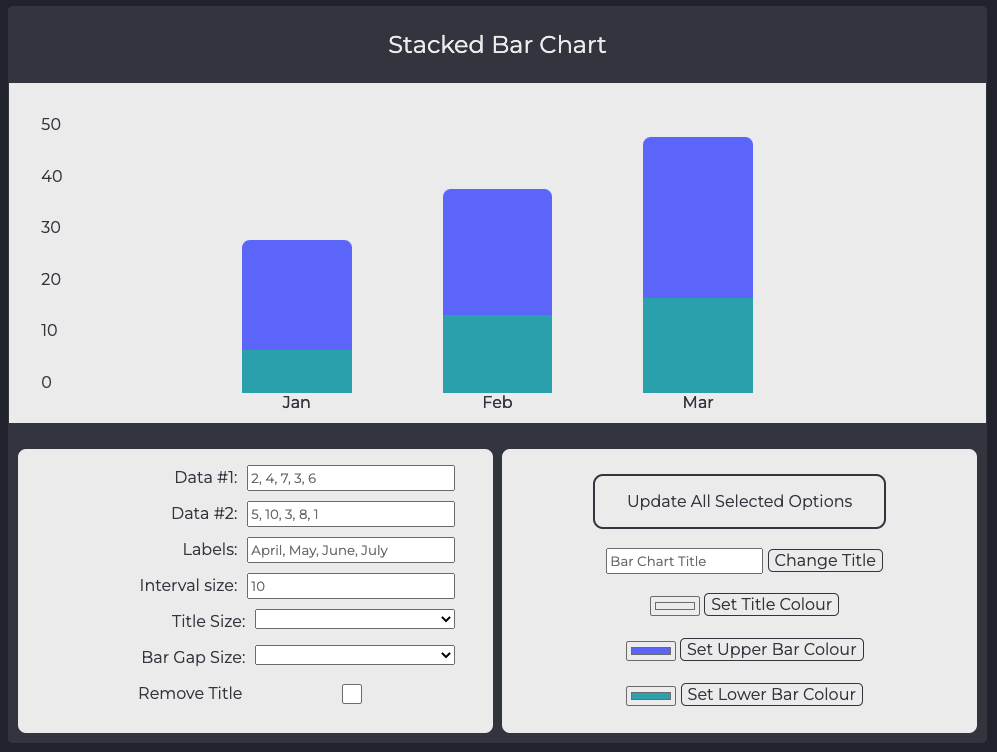 Stacked Bar Chart
50
40
30
20
10
0
Jan Feb Mar
Data #1: 2, 4, 7, 3, 6
Data #2: 5, 10, 3, 8, 1
Labels: April, May, June, July
Interval size: 10
Title Size:
Bar Gap Size:
Remove Title
Update All Selected Options
Bar Chart Title Change Title
Set Title Colour
Set Upper Bar Colour
Set Lower Bar Colour